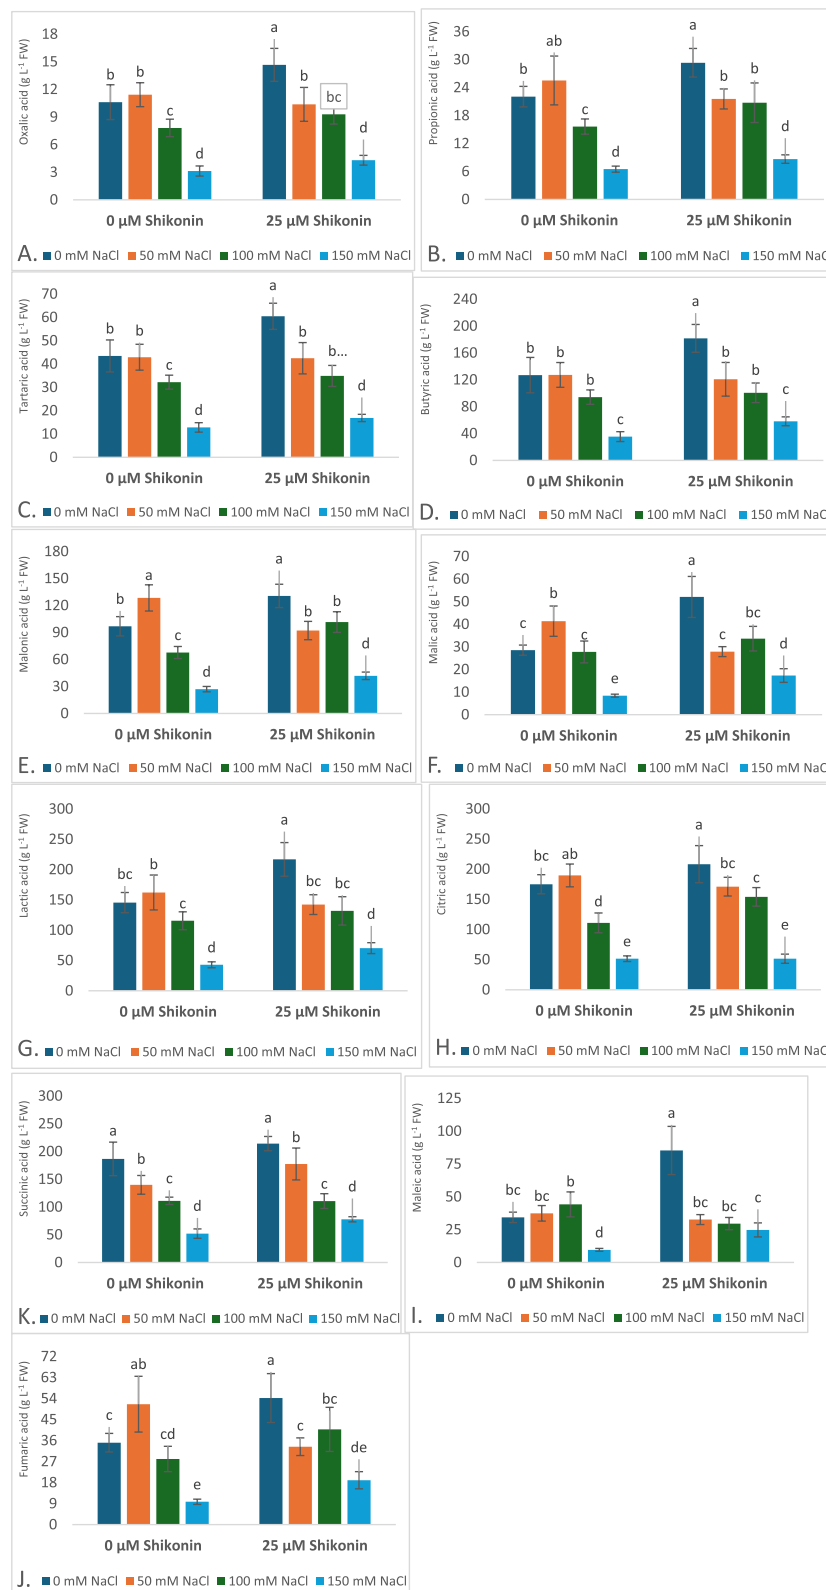 Oxalic acid (g L-1 FW)
18
15
12
9
6
3
0
b
b
c
d
a
b
bc
d
0 µM Shikonin
25 µM Shikonin
A.
0 mM NaCl
50 mM NaCl
100 mM NaCl
150 mM NaCl
Propionic acid (g L-1 FW)
36
30
24
18
12
6
0
b
ab
c
d
a
b
b
d
0 µM Shikonin
25 µM Shikonin
B.
0 mM NaCl
50 mM NaCl
100 mM NaCl
150 mM NaCl
Tartaric acid (g L-1 FW)
70
60
50
40
30
20
10
0
b
b
c
d
a
b
b...
d
0 µM Shikonin
25 µM Shikonin
C.
0 mM NaCl
50 mM NaCl
100 mM NaCl
150 mM NaCl
Butyric acid (g L-1 FW)
240
200
160
120
80
40
0
b
b
b
c
a
b
b
c
0 µM Shikonin
25 µM Shikonin
D.
0 mM NaCl
50 mM NaCl
100 mM NaCl
150 mM NaCl
Malonic acid (g L-1 FW)
180
150
120
90
60
30
0
b
a
c
d
a
b
b
d
0 µM Shikonin
25 µM Shikonin
E.
0 mM NaCl
50 mM NaCl
100 mM NaCl
150 mM NaCl
Malic acid (g L-1 FW)
70
60
50
40
30
20
10
0
c
b
c
e
a
c
bc
d
0 µM Shikonin
25 µM Shikonin
F.
0 mM NaCl
50 mM NaCl
100 mM NaCl
150 mM NaCl
Lactic acid (g L-1 FW)
300
250
200
150
100
50
0
bc
b
c
d
a
bc
bc
d
0 µM Shikonin
25 µM Shikonin
G.
0 mM NaCl
50 mM NaCl
100 mM NaCl
150 mM NaCl
Citric acid (g L-1 FW)
300
250
200
150
100
50
0
bc
ab
d
e
a
bc
c
e
0 µM Shikonin
25 µM Shikonin
H.
0 mM NaCl
50 mM NaCl
100 mM NaCl
150 mM NaCl
Succinic acid (g L-1 FW)
300
250
200
150
100
50
0
a
b
c
d
a
b
c
d
0 µM Shikonin
25 µM Shikonin
K.
0 mM NaCl
50 mM NaCl
100 mM NaCl
150 mM NaCl
Maleic acid (g L-1 FW)
125
100
75
50
25
0
bc
bc
b
d
a
bc
bc
c
0 µM Shikonin
25 µM Shikonin
I.
0 mM NaCl
50 mM NaCl
100 mM NaCl
150 mM NaCl
Fumaric acid (g L-1 FW)
72
63
54
45
36
27
18
9
0
c
ab
cd
e
a
c
bc
de
0 µM Shikonin
25 µM Shikonin
J.
0 mM NaCl
50 mM NaCl
100 mM NaCl
150 mM NaCl